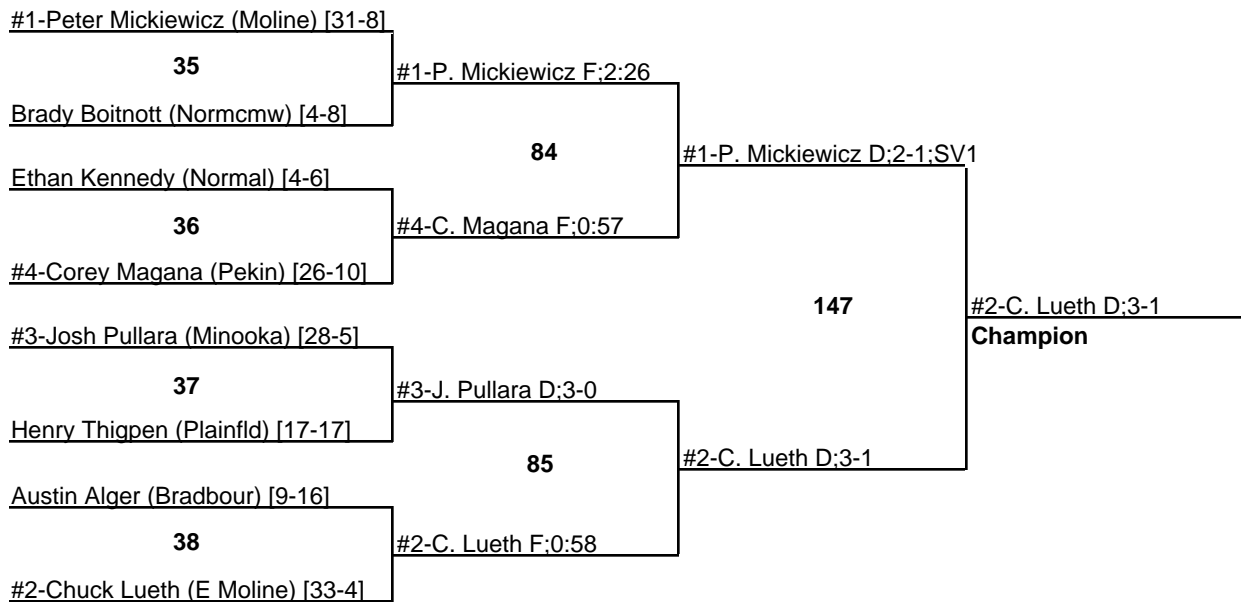 #1-Peter Mickiewicz (Moline) [31-8]
35
#1-P. Mickiewicz F;2:26
Brady Boitnott (Normcmw) [4-8]
84
#1-P. Mickiewicz D;2-1;SV1
Ethan Kennedy (Normal) [4-6]
36
#4-C. Magana F;0:57
#4-Corey Magana (Pekin) [26-10]
147
#2-C. Lueth D;3-1
Champion
#3-Josh Pullara (Minooka) [28-5]
37
#3-J. Pullara D;3-0
Henry Thigpen (Plainfld) [17-17]
85
#2-C. Lueth D;3-1
Austin Alger (Bradbour) [9-16]
38
#2-C. Lueth F;0:58
#2-Chuck Lueth (E Moline) [33-4]